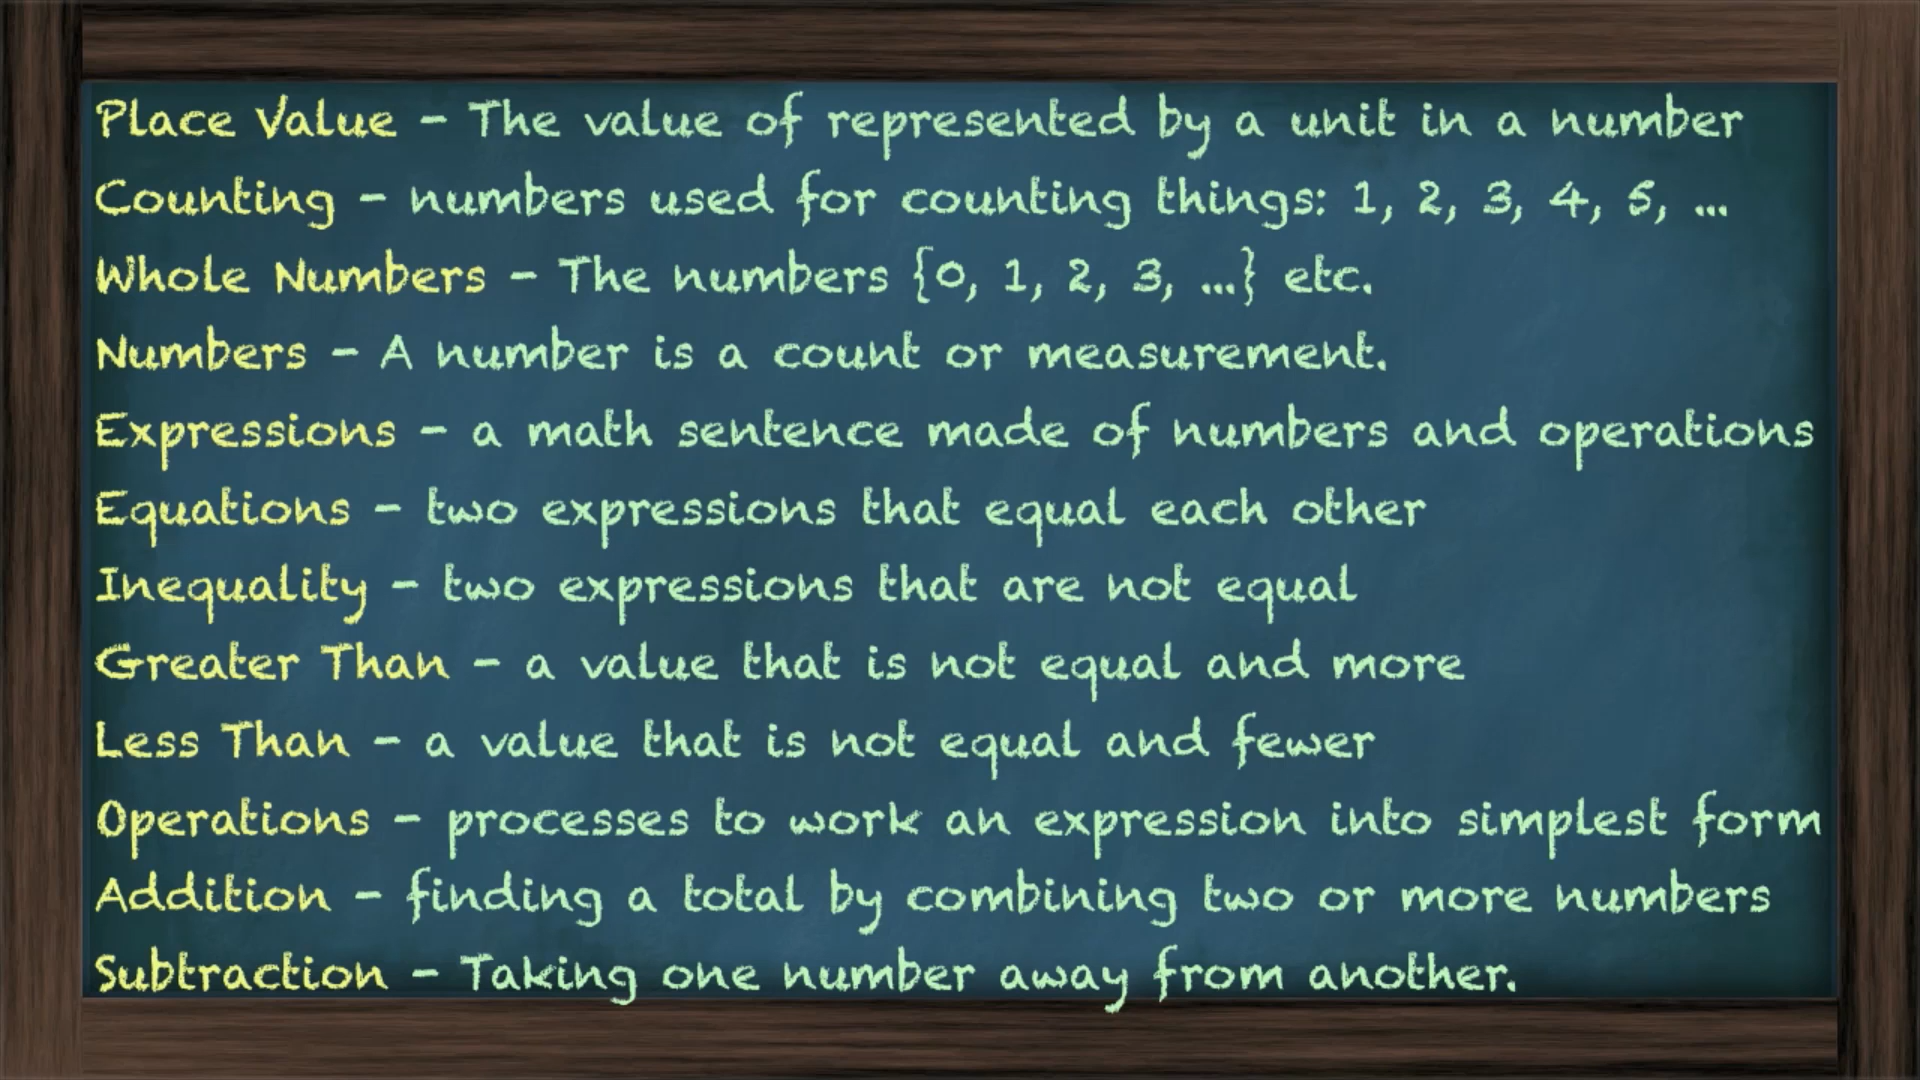 Place Value - The value of represented by a unit in a number
Counting - numbers used for counting things: 1, 2, 3, 4, 5, ...
Whole Numbers - The numbers {0, 1, 2, 3, ...} etc.
Numbers - A number is a count or measurement.
Expressions - a math sentence made of numbers and operations
Equations - two expressions that equal each other
Inequality - two expressions that are not equal
Greater Than - a value that is not equal and more
Less Than - a value that is not equal and fewer
Operations - processes to work an expression into simplest form
Addition - finding a total by combining two or more numbers
Subtraction - Taking one number away from another.